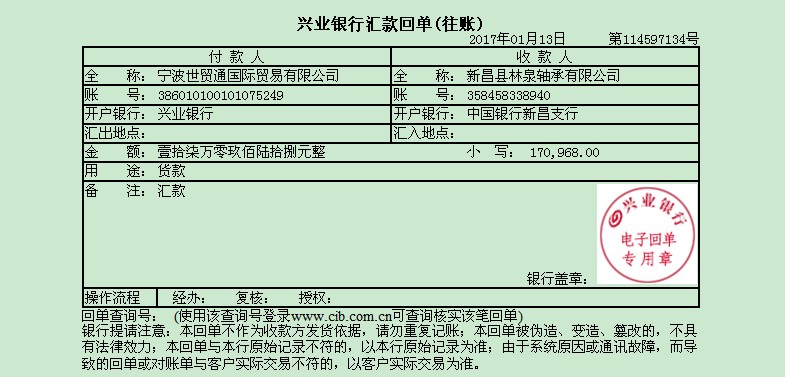 兴业银行汇款回单(往账)
2017年01月13日 第114597134号
付 款 人 收 款 人
全 称: 宁波世贸通国际贸易有限公司 全 称: 新昌县林泉轴承有限公司
账 号: 386010100101075249 账 号: 358458338940
开户银行: 兴业银行 开户银行: 中国银行新昌支行
汇出地点: 汇入地点:
金 额: 壹拾柒万零玖佰陆拾捌元整 小 写: 170,968.00
用 途: 货款
备 注: 汇款
兴业银行
电子回单
专用章
银行盖章:
操作流程 经办: 复核: 授权:
回单查询号: (使用该查询号登录www.cib.com.cn可查询核实该笔回单)
银行提请注意:本回单不作为收款方发货依据,请勿重复记账;本回单被伪造、变造、篡改的,不具
有法律效力;本回单与本行原始记录不符的,以本行原始记录为准;由于系统原因或通讯故障,而导
致的回单或对账单与客户实际交易不符的,以客户实际交易为准。